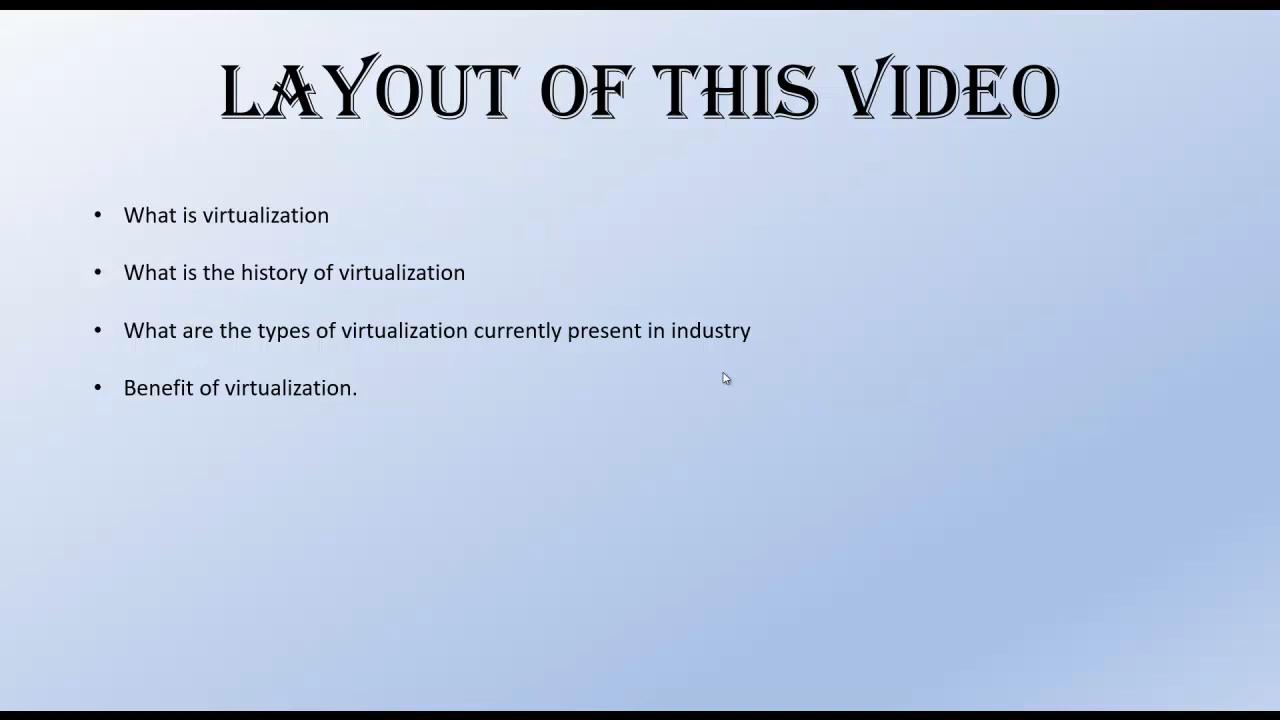 LAYOUT OF THIS VIDEO
• What is virtualization
• What is the history of virtualization
• What are the types of virtualization currently present in industry
• Benefit of virtualization.